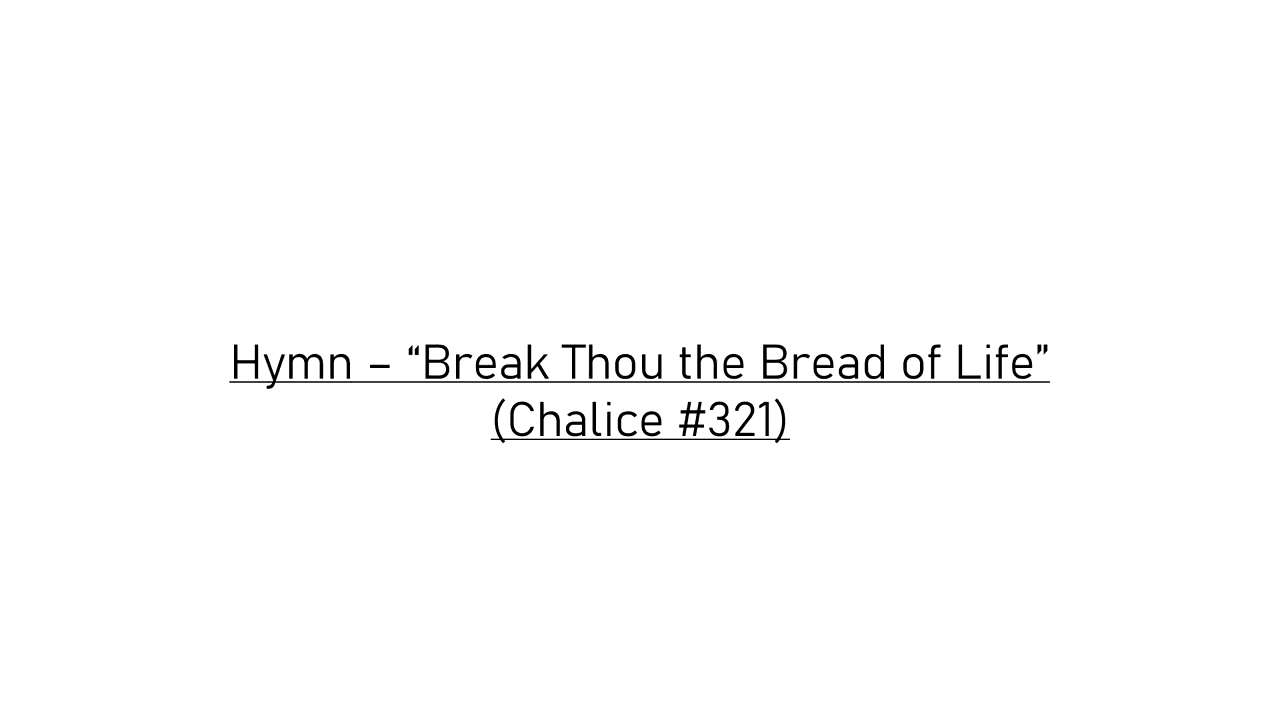 Hymn – “Break Thou the Bread of Life”
(Chalice #321)